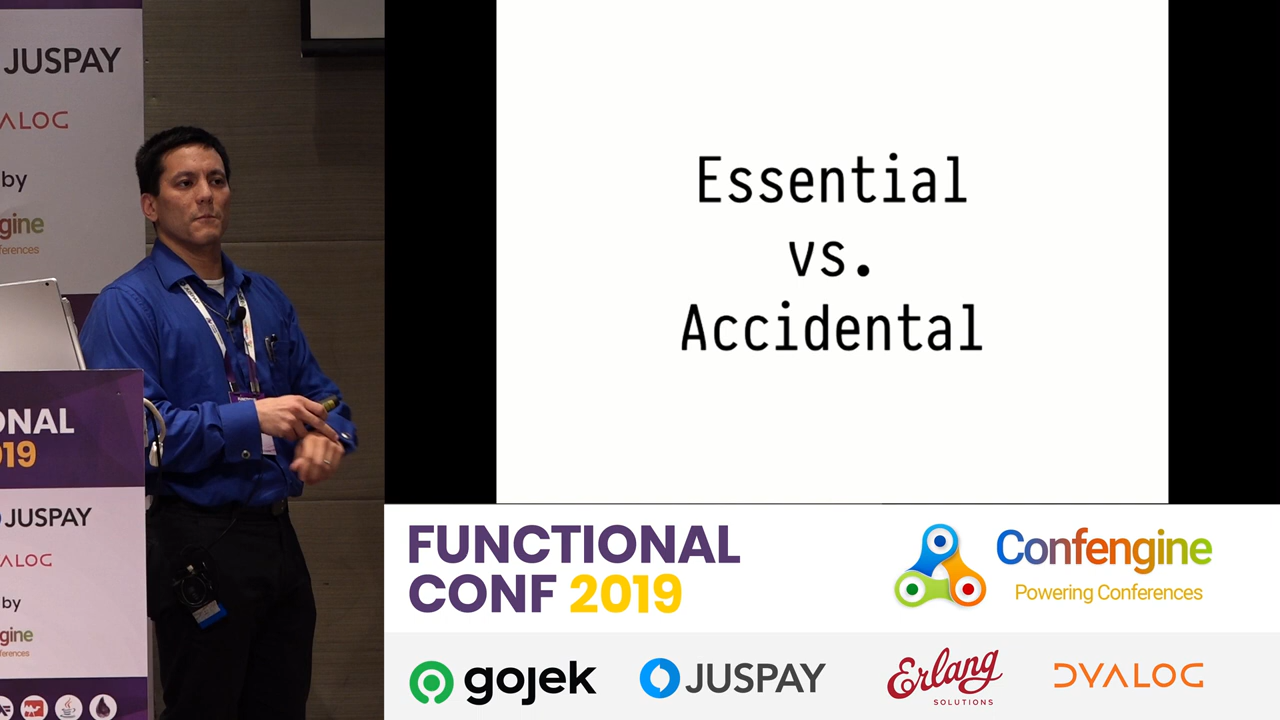 JUSPAY
ALOG
by
gine
ferences
ONAL
019
JUSPAY
ALOG
by
gine
ferences
Essential
vs.
Accidental
FUNCTIONAL
CONF 2019
Confengine
Powering Conferences
gojek
JUSPAY
Erlang
SOLUTIONS
DYALOG